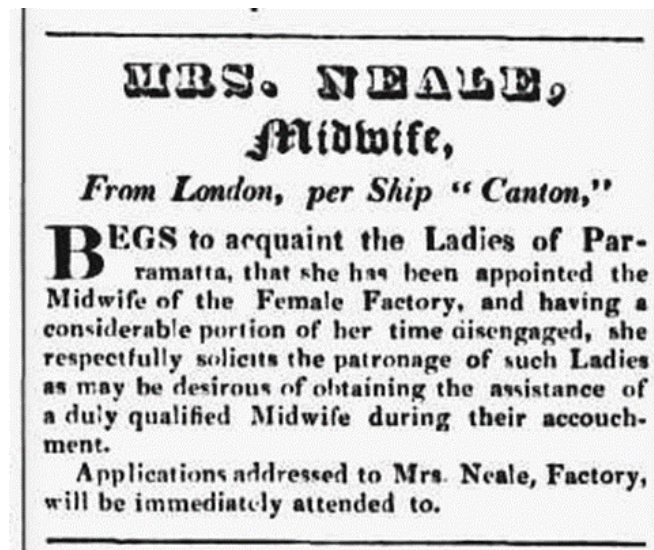 MRS. NEALE,
Midwife,
From London, per Ship "Canton,"
BEGS to acquaint the Ladies of Par-
ramatta, that she has been appointed the
Midwife of the Female Factory, and having a
considerable portion of her time disengaged, she
respectfully solicits the patronage of such Ladies
as may be desirous of obtaining the assistance of
a duly qualified Midwife during their accouch-
ment.
Applications addressed to Mrs. Neale, Factory,
will be immediately attended to.